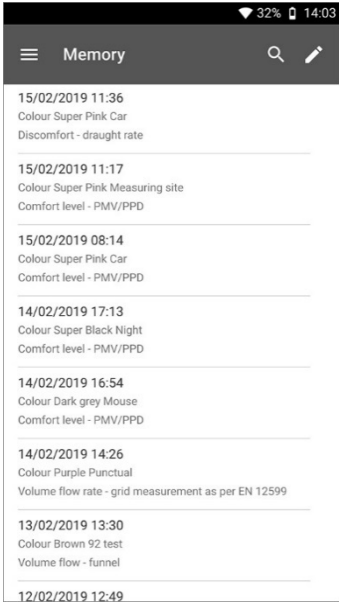 32% 14:03
Memory
15/02/2019 11:36
Colour Super Pink Car
Discomfort - draught rate
15/02/2019 11:17
Colour Super Pink Measuring site
Comfort level - PMV/PPD
15/02/2019 08:14
Colour Super Pink Car
Comfort level - PMV/PPD
14/02/2019 17:13
Colour Super Black Night
Comfort level - PMV/PPD
14/02/2019 16:54
Colour Dark grey Mouse
Comfort level - PMV/PPD
14/02/2019 14:26
Colour Purple Punctual
Volume flow rate - grid measurement as per EN 12599
13/02/2019 13:30
Colour Brown 92 test
Volume flow - funnel
12/02/2019 12:49